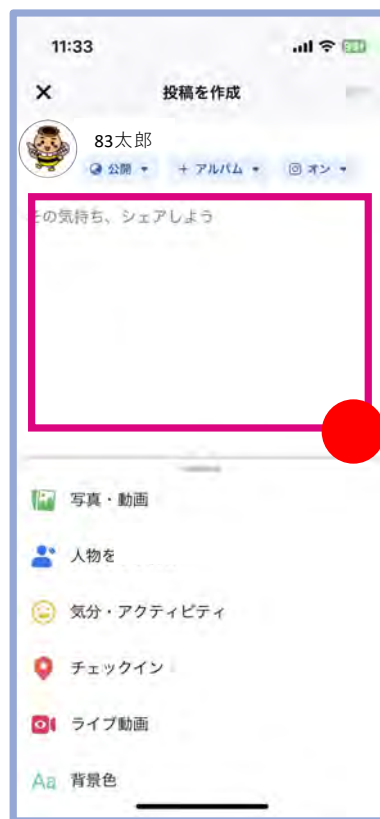 11:33
投稿を作成
83太郎
公開
+ アルバム
オン
その気持ち、シェアしよう
写真・動画
人物を
気分・アクティビティ
チェックイン
ライブ動画
Aa 背景色